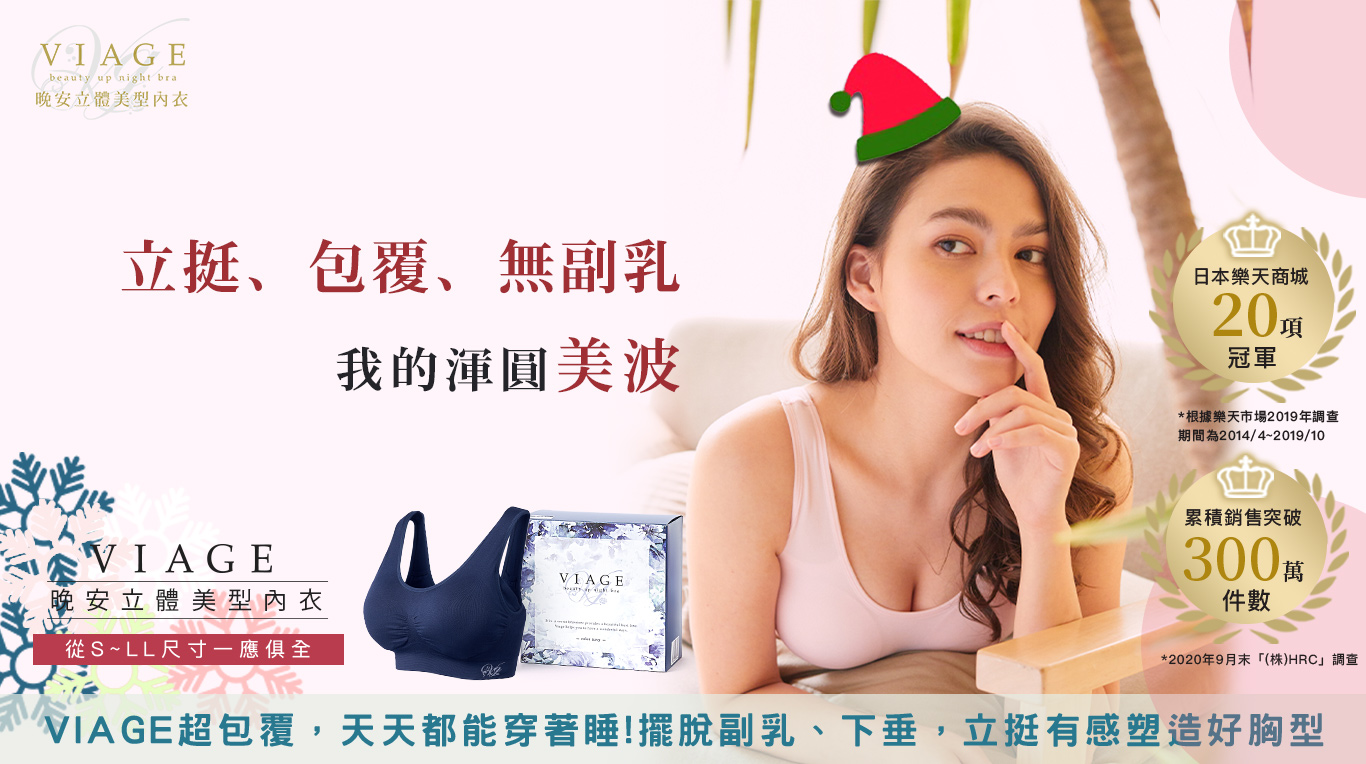 VIAGE
beauty up night bra
晚安立體美型內衣
立挺、包覆、無副乳
我的渾圓美波
日本樂天商城
20項
冠軍
*根據樂天市場2019年調查
期間為2014/4~2019/10
累積銷售突破
300萬
件數
*2020年9月末「(株)HRC」調查
VIAGE
晚安立體美型內衣
從S~LL尺寸一應俱全
VIAGE
beauty up night bra
VIAGE超包覆，天天都能穿著睡!擺脫副乳、下垂，立挺有感塑造好胸型